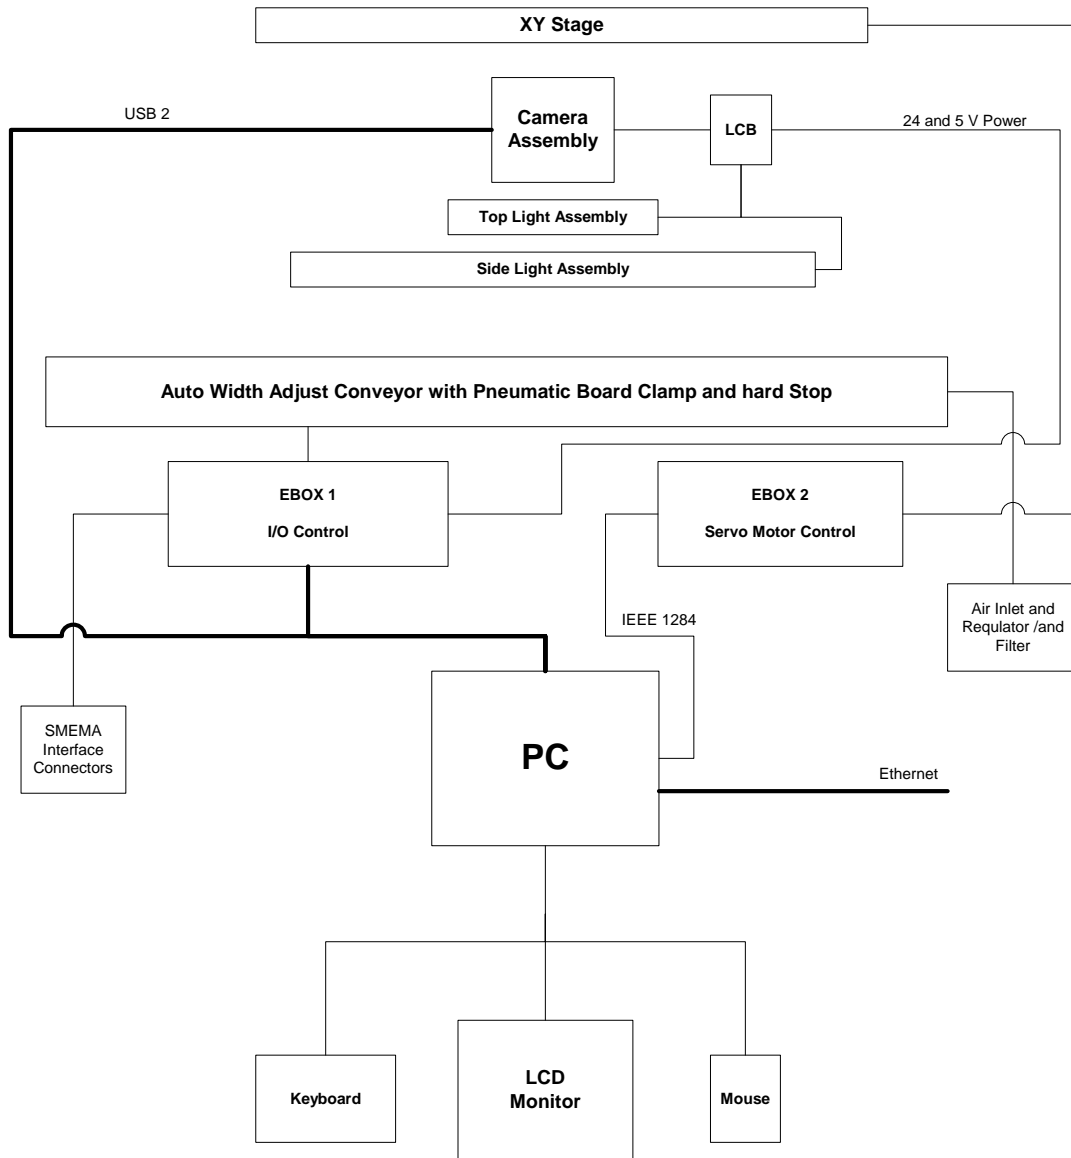 XY Stage
USB 2
Camera
Assembly
LCB
24 and 5 V Power
Top Light Assembly
Side Light Assembly
Auto Width Adjust Conveyor with Pneumatic Board Clamp and hard Stop
EBOX 1
I/O Control
EBOX 2
Servo Motor Control
IEEE 1284
Air Inlet and
Requlator /and
Filter
SMEMA
Interface
Connectors
PC
Ethernet
Keyboard
LCD
Monitor
Mouse